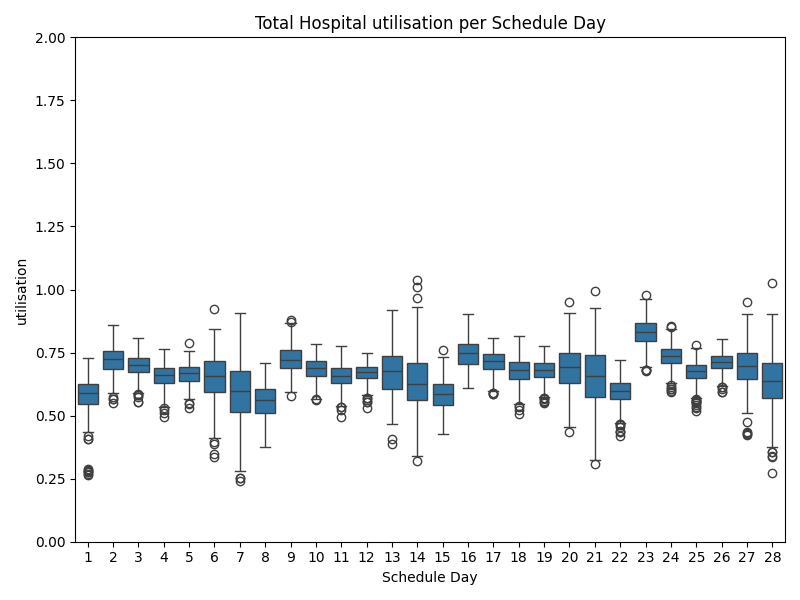 Total Hospital utilisation per Schedule Day
2.00
1.75
1.50
1.25
1.00
0.75
0.50
0.25
0.00
utilisation
1 2 3 4 5 6 7 8 9 10 11 12 13 14 15 16 17 18 19 20 21 22 23 24 25 26 27 28
Schedule Day